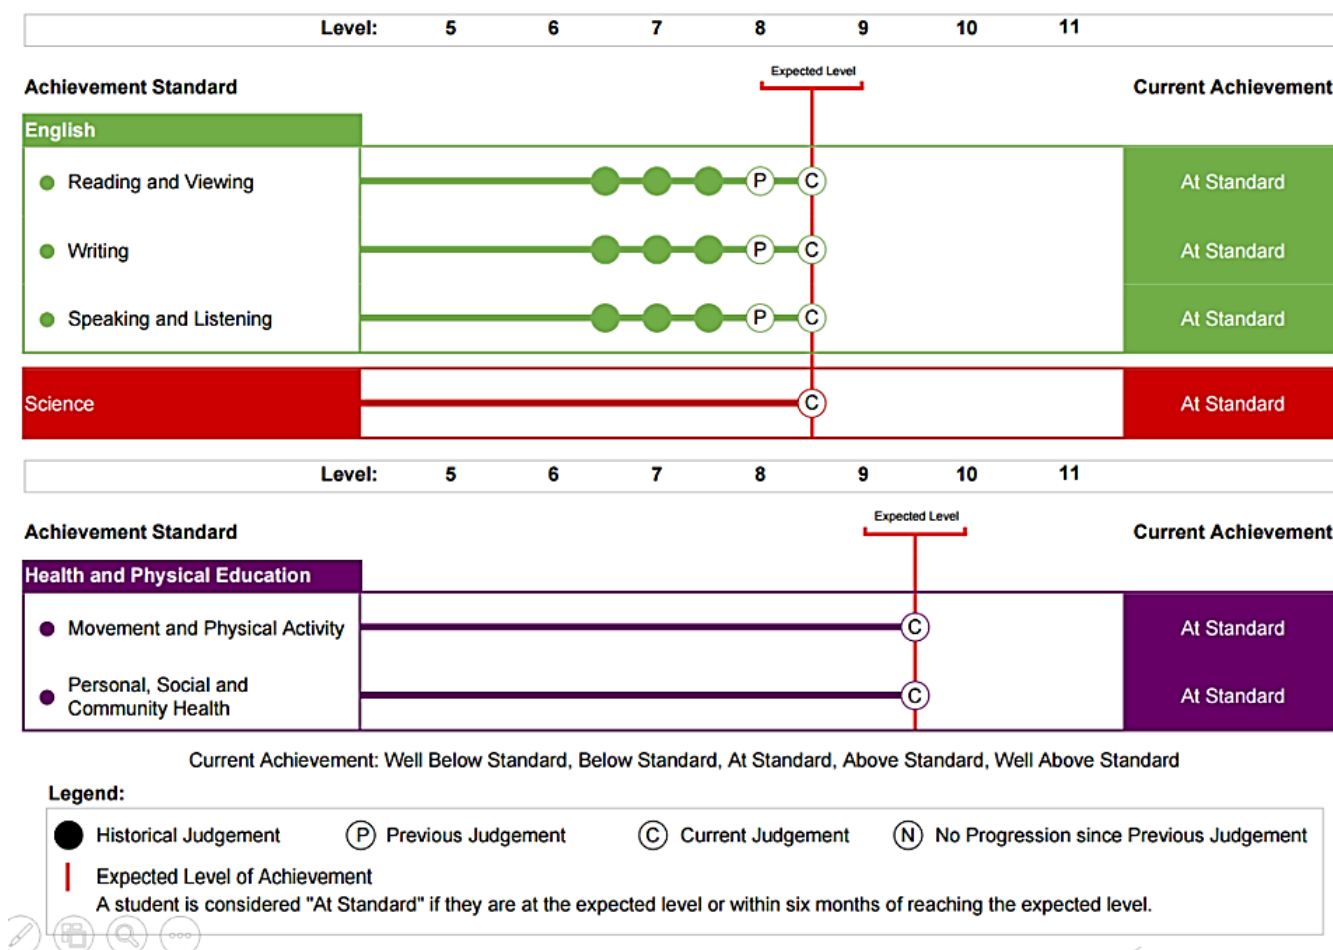 Level: 5 6 7 8 9 10 11
Expected Level
Achievement Standard Current Achievement
English
Reading and Viewing P C At Standard
Writing P C At Standard
Speaking and Listening P C At Standard
Science C At Standard
Level: 5 6 7 8 9 10 11
Expected Level
Achievement Standard Current Achievement
Health and Physical Education
Movement and Physical Activity C At Standard
Personal, Social and
Community Health C At Standard
Current Achievement: Well Below Standard, Below Standard, At Standard, Above Standard, Well Above Standard
Legend:
Historical Judgement P Previous Judgement C Current Judgement N No Progression since Previous Judgement
Expected Level of Achievement
A student is considered "At Standard" if they are at the expected level or within six months of reaching the expected level.